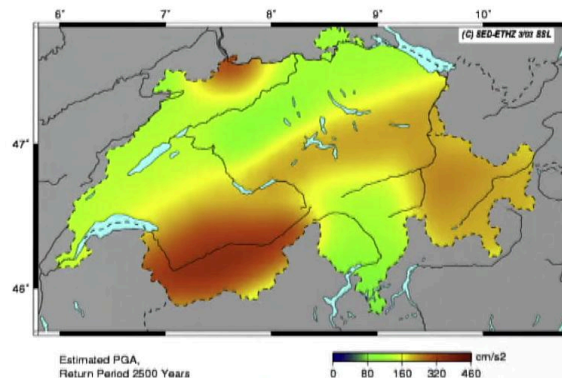 6° 7° 8° 9° 10°
(C) SED-ETHZ 3/03 SSL
47°
46°
Estimated PGA,
Return Period 2500 Years
cm/s2
0 80 160 320 460